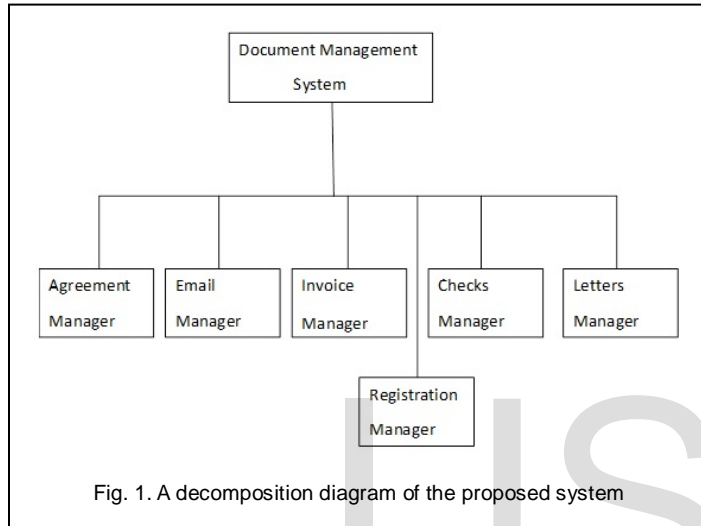 Document Management
System
Agreement
Manager
Email
Manager
Invoice
Manager
Checks
Manager
Letters
Manager
Registration
Manager
Fig. 1. A decomposition diagram of the proposed system